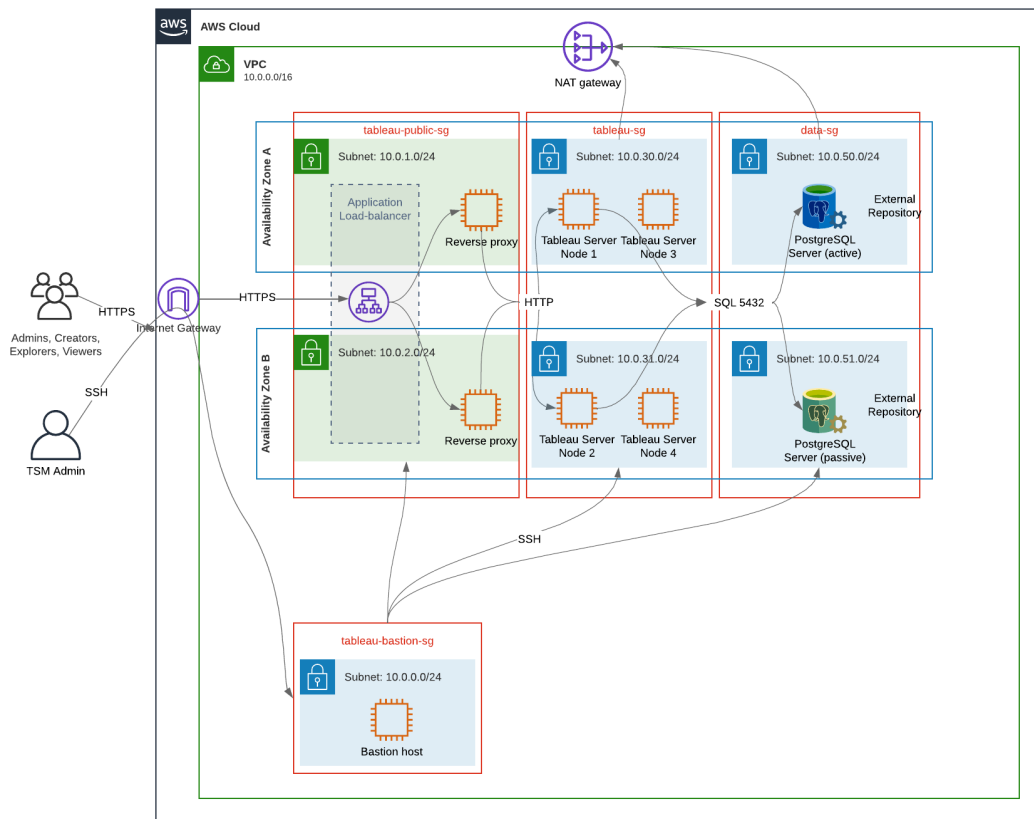 aws
AWS Cloud
VPC
10.0.0.0/16
NAT gateway
tableau-public-sg
tableau-sg
data-sg
Availability Zone A
Subnet: 10.0.1.0/24
Subnet: 10.0.30.0/24
Subnet: 10.0.50.0/24
Application
Load-balancer
Reverse proxy
Tableau Server
Node 1
Tableau Server
Node 3
PostgreSQL
Server (active)
External
Repository
HTTPS
Admins, Creators,
Explorers, Viewers
Internet Gateway
HTTPS
HTTP
SQL 5432
SSH
TSM Admin
Availability Zone B
Subnet: 10.0.2.0/24
Subnet: 10.0.31.0/24
Subnet: 10.0.51.0/24
Reverse proxy
Tableau Server
Node 2
Tableau Server
Node 4
PostgreSQL
Server (passive)
External
Repository
SSH
tableau-bastion-sg
Subnet: 10.0.0.0/24
Bastion host